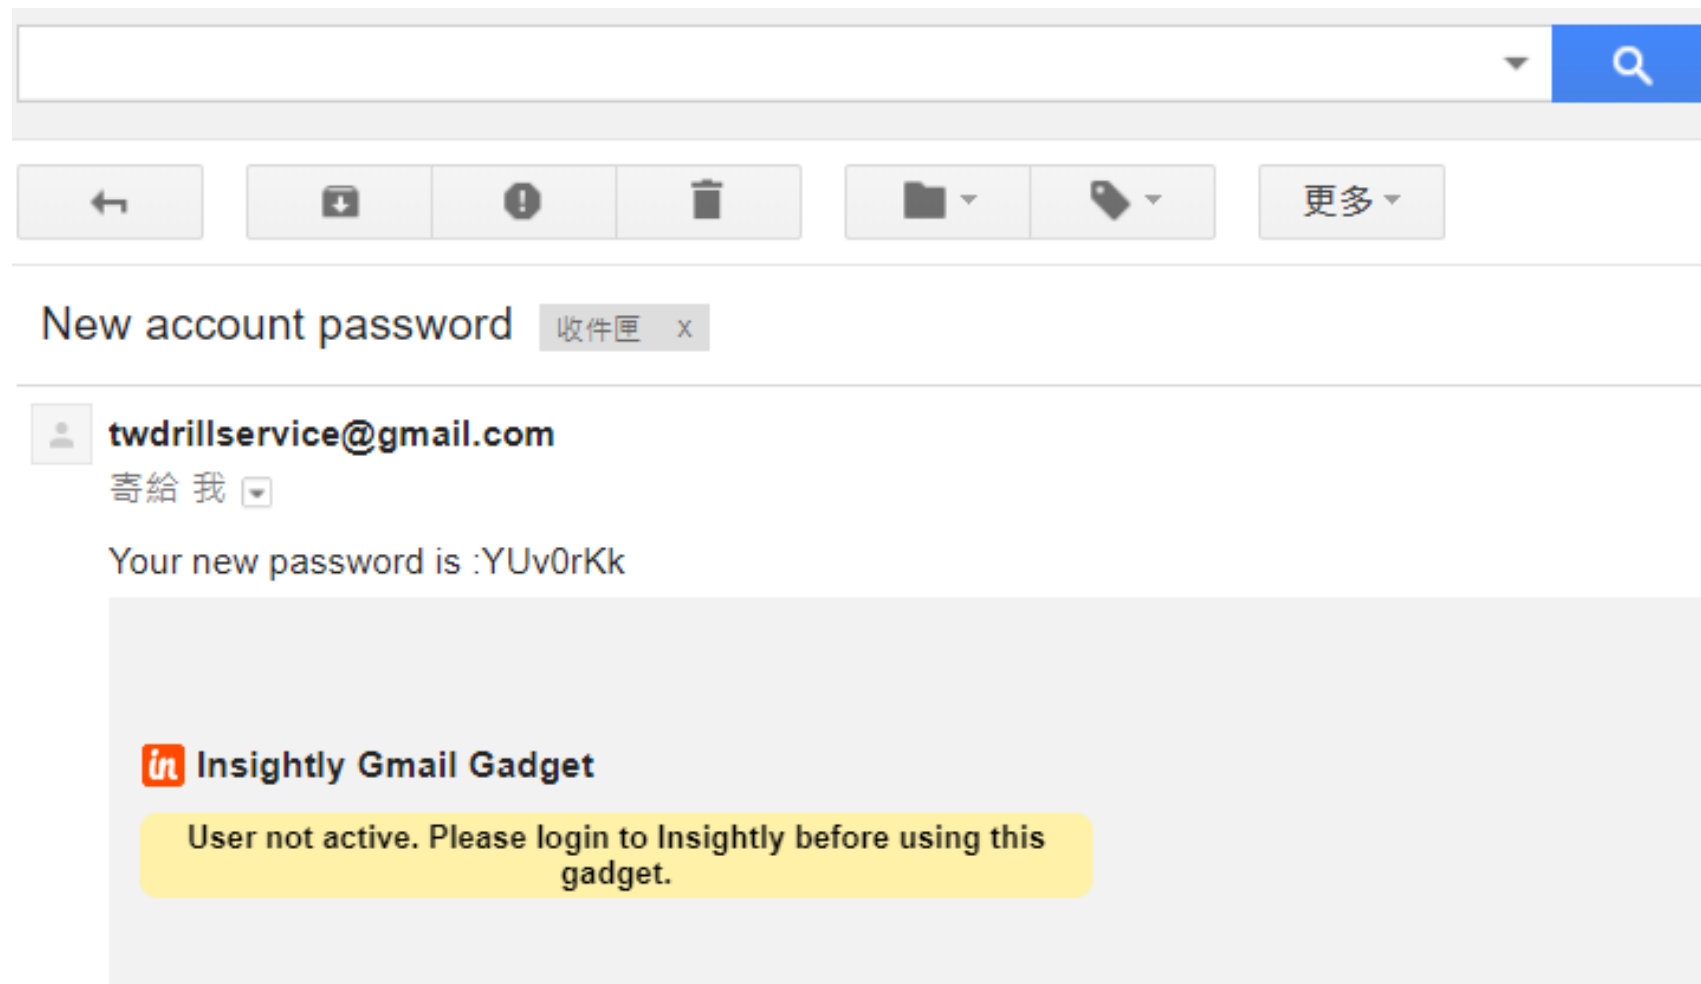 更多
New account password 收件匣 x
twdrillservice@gmail.com
寄給 我
Your new password is :YUv0rKk
in Insightly Gmail Gadget
User not active. Please login to Insightly before using this
gadget.